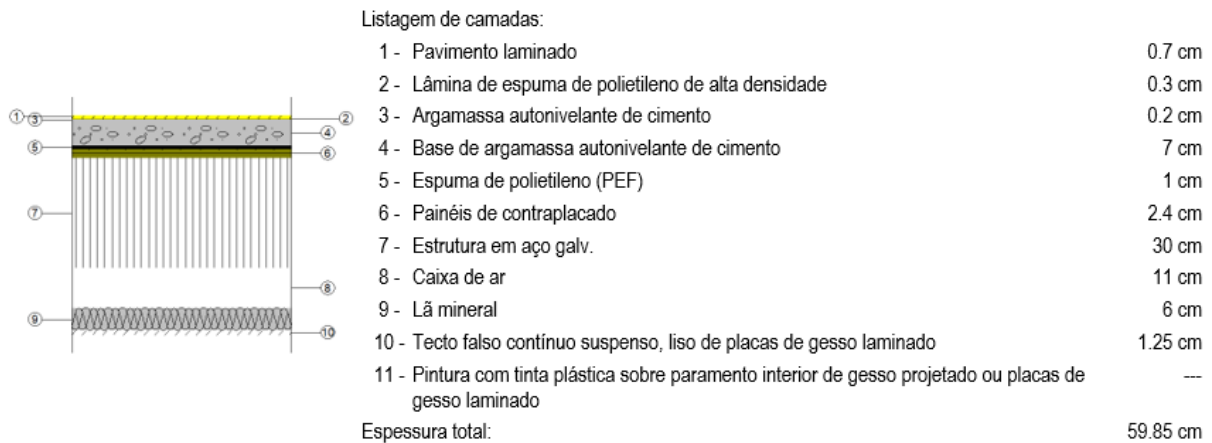 Listagem de camadas:
1 - Pavimento laminado 0.7 cm
2 - Lâmina de espuma de polietileno de alta densidade 0.3 cm
3 - Argamassa autonivelante de cimento 0.2 cm
4 - Base de argamassa autonivelante de cimento 7 cm
5 - Espuma de polietileno (PEF) 1 cm
6 - Painéis de contraplacado 2.4 cm
7 - Estrutura em aço galv. 30 cm
8 - Caixa de ar 11 cm
9 - Lã mineral 6 cm
10 - Tecto falso contínuo suspenso, liso de placas de gesso laminado 1.25 cm
11 - Pintura com tinta plástica sobre paramento interior de gesso projetado ou placas de ---
gesso laminado
Espessura total: 59.85 cm
1
3
2
4
5
6
7
8
9
10